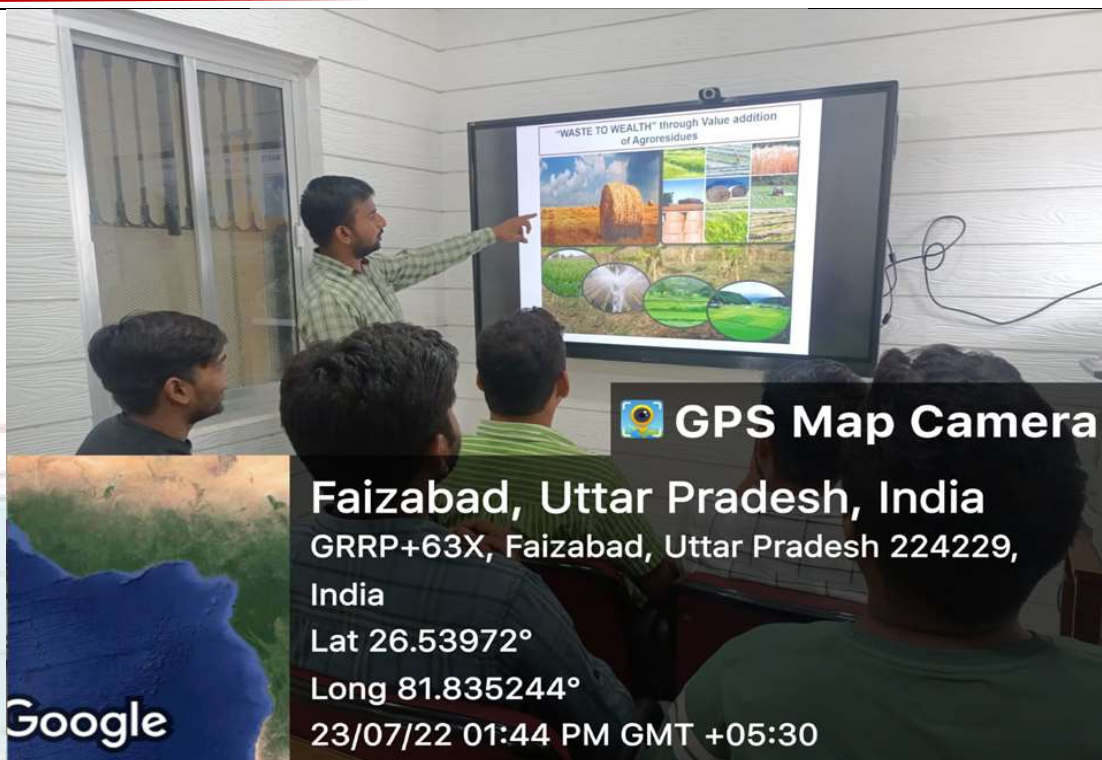 "WASTE TO WEALTH" through Value addition
of Agroresidues
GPS Map Camera
Faizabad, Uttar Pradesh, India
GRRP+63X, Faizabad, Uttar Pradesh 224229,
India
Lat 26.53972°
Long 81.835244°
23/07/22 01:44 PM GMT +05:30
Google